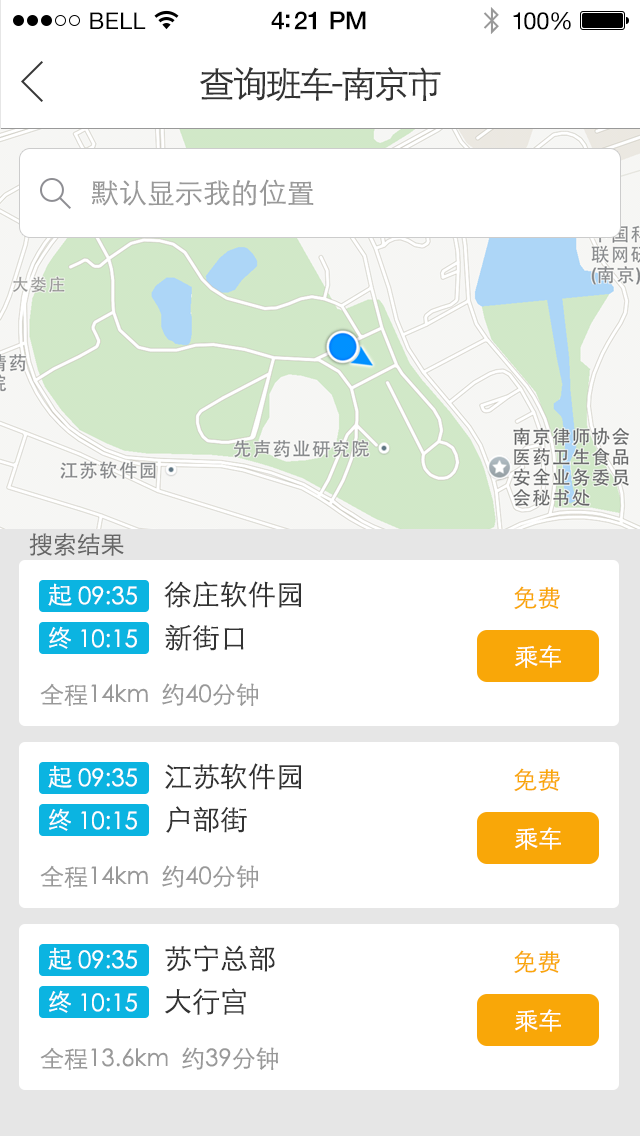 BELL 4:21 PM 100%
查询班车-南京市
默认显示我的位置
联网研
(南京)
大娄庄
先声药业研究院
江苏软件园
南京律师协会
医药卫生食品
安全业务委员
会秘书处
搜索结果
起 09:35 徐庄软件园 免费
终 10:15 新街口 乘车
全程14km 约40分钟
起 09:35 江苏软件园 免费
终 10:15 户部街 乘车
全程14km 约40分钟
起 09:35 苏宁总部 免费
终 10:15 大行宫 乘车
全程13.6km 约39分钟